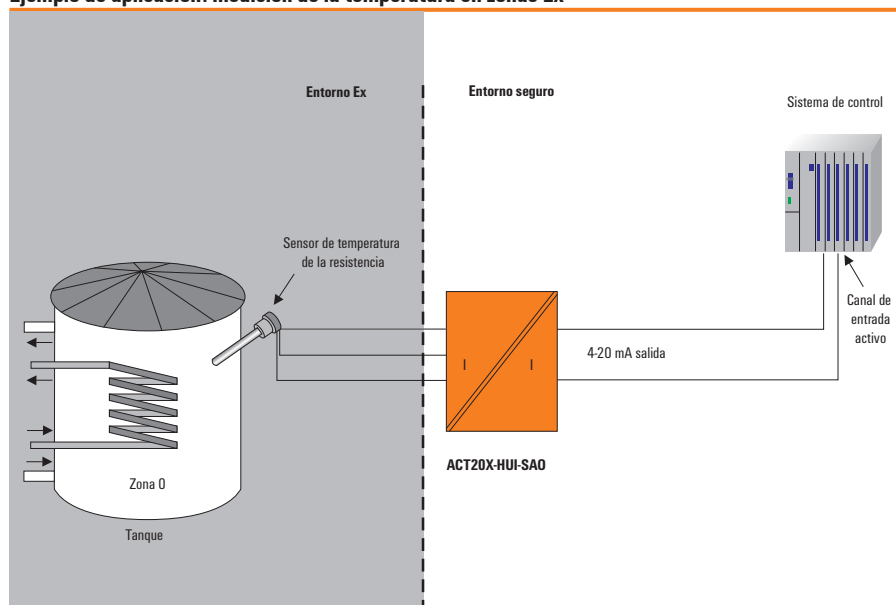 Ejemplo de aplicación: medición de la temperatura en zonas Ex
Entorno Ex
Entorno seguro
Sistema de control
Sensor de temperatura
de la resistencia
Canal de
entrada
activo
4-20 mA salida
I
I
ACT20X-HUI-SAO
Zona 0
Tanque